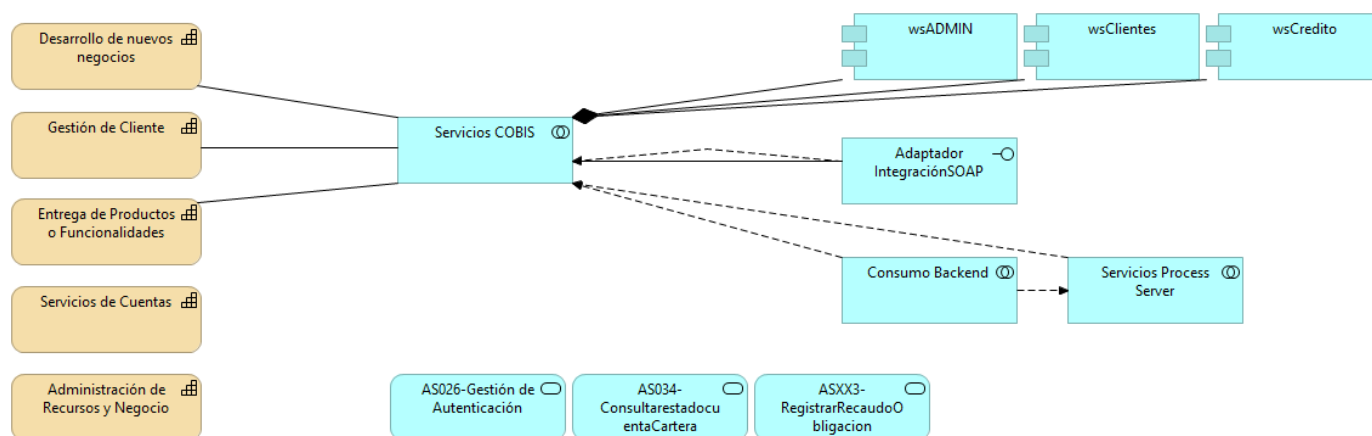 Desarrollo de nuevos
negocios
Gestión de Cliente
Entrega de Productos
o Funcionalidades
Servicios de Cuentas
Administración de
Recursos y Negocio
Servicios COBIS
wsADMIN
wsClientes
wsCredito
Adaptador
IntegraciónSOAP
Consumo Backend
Servicios Process
Server
AS026-Gestión de
Autenticación
AS034-
Consultarestadocu
entaCartera
ASXX3-
RegistrarRecaudoO
bligacion